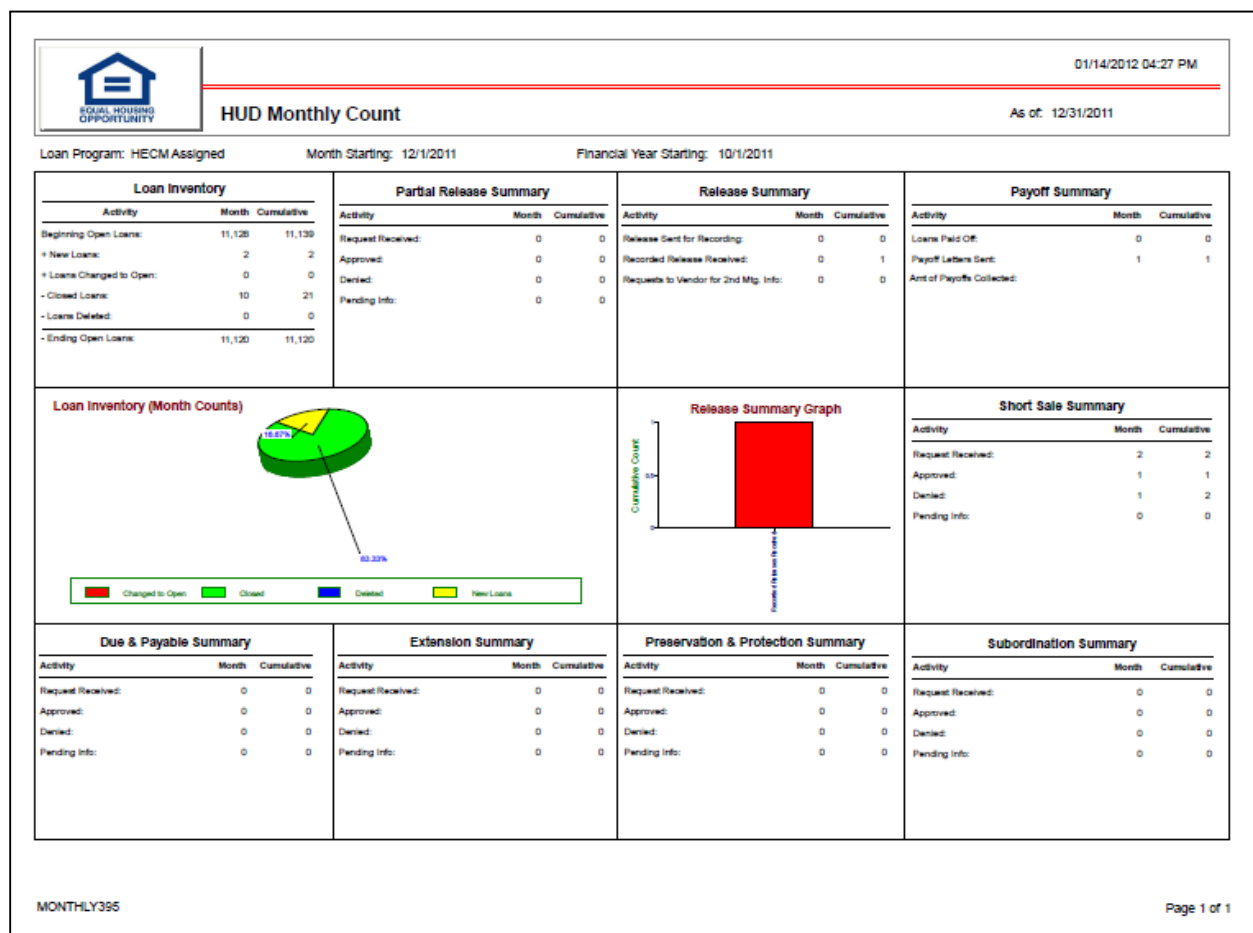 01/14/2012 04:27 PM
EQUAL HOUSING
OPPORTUNITY
HUD Monthly Count
As of: 12/31/2011
Loan Program: HECM Assigned Month Starting: 12/1/2011 Financial Year Starting: 10/1/2011
Loan Inventory
Activity Month Cumulative
Beginning Open Loans: 11,128 11,139
+ New Loans: 2 2
+ Loans Changed to Open: 0 0
- Closed Loans: 10 21
- Loans Deleted: 0 0
- Ending Open Loans: 11,120 11,120
Partial Release Summary
Activity Month Cumulative
Request Received: 0 0
Approved: 0 0
Denied: 0 0
Pending Info: 0 0
Release Summary
Activity Month Cumulative
Release Sent for Recording: 0 0
Recorded Release Received: 0 1
Requests to Vendor for 2nd Mtg. Info: 0 0
Payoff Summary
Activity Month Cumulative
Loans Paid Off: 0 0
Payoff Letters Sent: 1 1
Amt of Payoffs Collected:
Loan Inventory (Month Counts)
16.67%
83.33%
Changed to Open Closed Deleted New Loans
Release Summary Graph
Cumulative Count
1
0.5
0
Recorded Release Received
Short Sale Summary
Activity Month Cumulative
Request Received: 2 2
Approved: 1 1
Denied: 1 2
Pending Info: 0 0
Due & Payable Summary
Activity Month Cumulative
Request Received: 0 0
Approved: 0 0
Denied: 0 0
Pending Info: 0 0
Extension Summary
Activity Month Cumulative
Request Received: 0 0
Approved: 0 0
Denied: 0 0
Pending Info: 0 0
Preservation & Protection Summary
Activity Month Cumulative
Request Received: 0 0
Approved: 0 0
Denied: 0 0
Pending Info: 0 0
Subordination Summary
Activity Month Cumulative
Request Received: 0 0
Approved: 0 0
Denied: 0 0
Pending Info: 0 0
MONTHLY395
Page 1 of 1